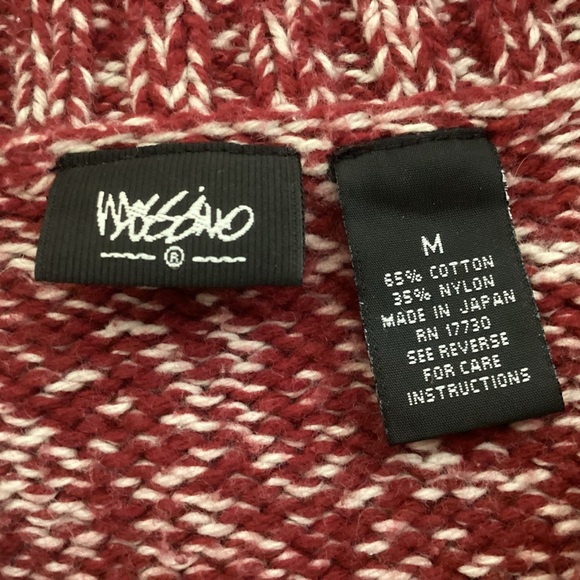 MOSSIMO
®
M
65% COTTON
35% NYLON
MADE IN JAPAN
RN 17730
SEE REVERSE
FOR CARE
INSTRUCTIONS